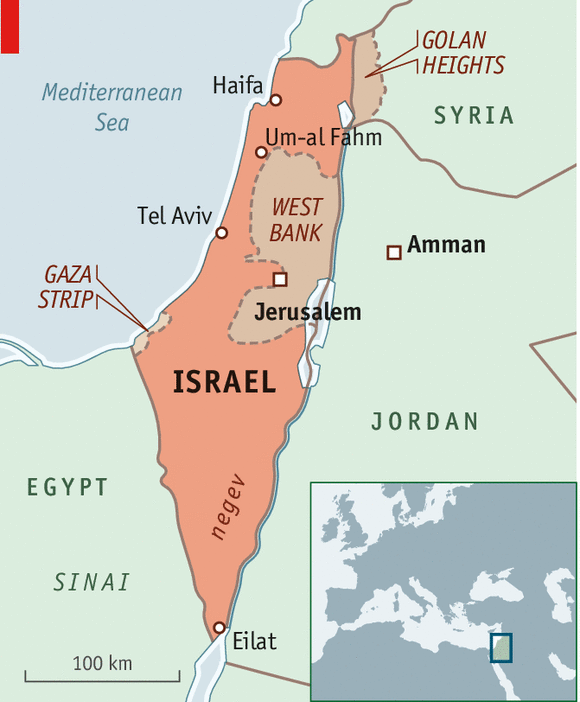 GOLAN
HEIGHTS
Haifa
Mediterranean
Sea
SYRIA
Um-al Fahm
WEST
BANK
Tel Aviv
Amman
GAZA
STRIP
Jerusalem
ISRAEL
JORDAN
EGYPT
negev
SINAI
Eilat
100 km